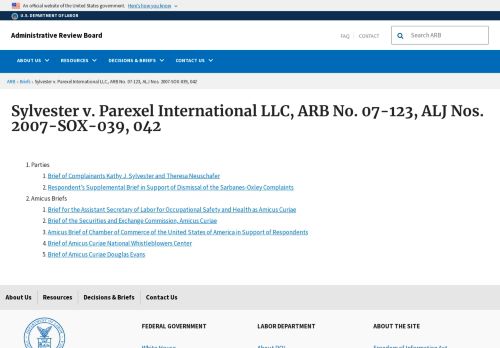 An official website of the United States government. Here's how you know
U.S. DEPARTMENT OF LABOR
Administrative Review Board
FAQ
CONTACT
Search ARB
ABOUT US
RESOURCES
DECISIONS & BRIEFS
CONTACT US
ARB › Briefs › Sylvester v. Parexel International LLC, ARB No. 07-123, ALJ Nos. 2007-SOX-039, 042
Sylvester v. Parexel International LLC, ARB No. 07-123, ALJ Nos.
2007-SOX-039, 042
1. Parties
1. Brief of Complainants Kathy J. Sylvester and Theresa Neuschafer
2. Respondent's Supplemental Brief in Support of Dismissal of the Sarbanes-Oxley Complaints
2. Amicus Briefs
1. Brief for the Assistant Secretary of Labor for Occupational Safety and Health as Amicus Curiae
2. Brief of the Securities and Exchange Commission, Amicus Curiae
3. Amicus Brief of Chamber of Commerce of the United States of America in Support of Respondents
4. Brief of Amicus Curiae National Whistleblowers Center
5. Brief of Amicus Curiae Douglas Evans
About Us
Resources
Decisions & Briefs
Contact Us
FEDERAL GOVERNMENT
LABOR DEPARTMENT
ABOUT THE SITE
White House
About DOL
Freedom of Information Act